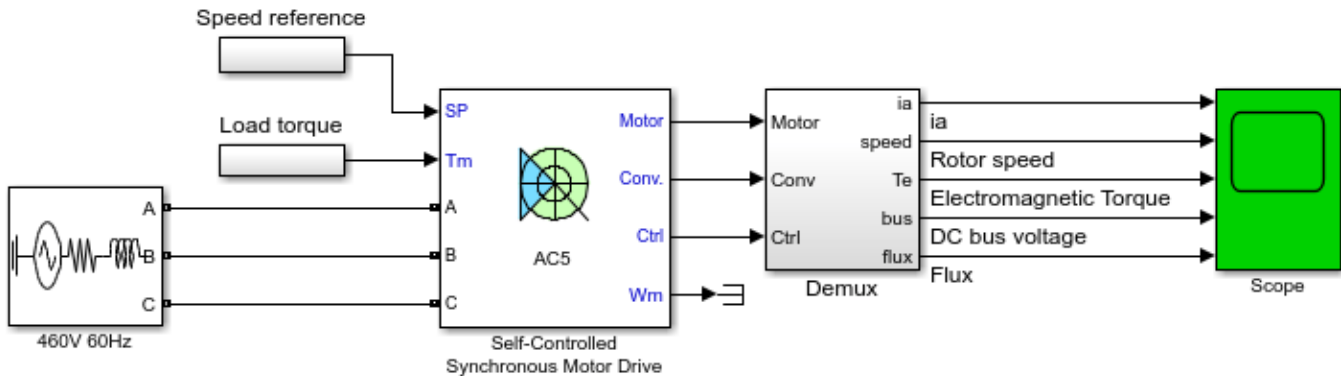 Speed reference
Load torque
460V 60Hz
A
B
C
SP
Tm
A
B
C
Motor
Conv.
Ctrl
Wm
AC5
Self-Controlled
Synchronous Motor Drive
Motor
Conv
Ctrl
ia
speed
Te
bus
flux
Demux
ia
Rotor speed
Electromagnetic Torque
DC bus voltage
Flux
Scope